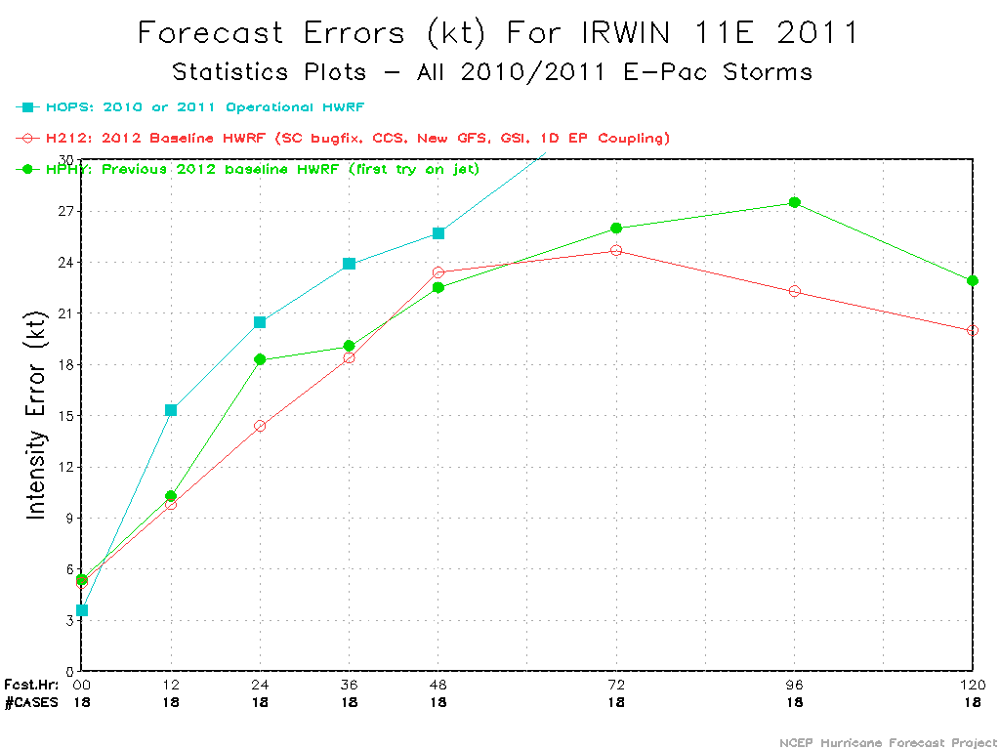 Forecast Errors (kt) For IRWIN 11E 2011
Statistics Plots - All 2010/2011 E-Pac Storms
HOPS: 2010 or 2011 Operational HWRF
H212: 2012 Baseline HWRF (SC bugfix, CCS, New GFS, GSI, 1D EP Coupling)
HPHY: Previous 2012 baseline HWRF (first try on jet)
30
27
24
21
18
15
12
9
6
3
0
Intensity Error (kt)
Fcst.Hr: 00 12 24 36 48 72 96 120
#CASES 18 18 18 18 18 18 18 18
NCEP Hurricane Forecast Project